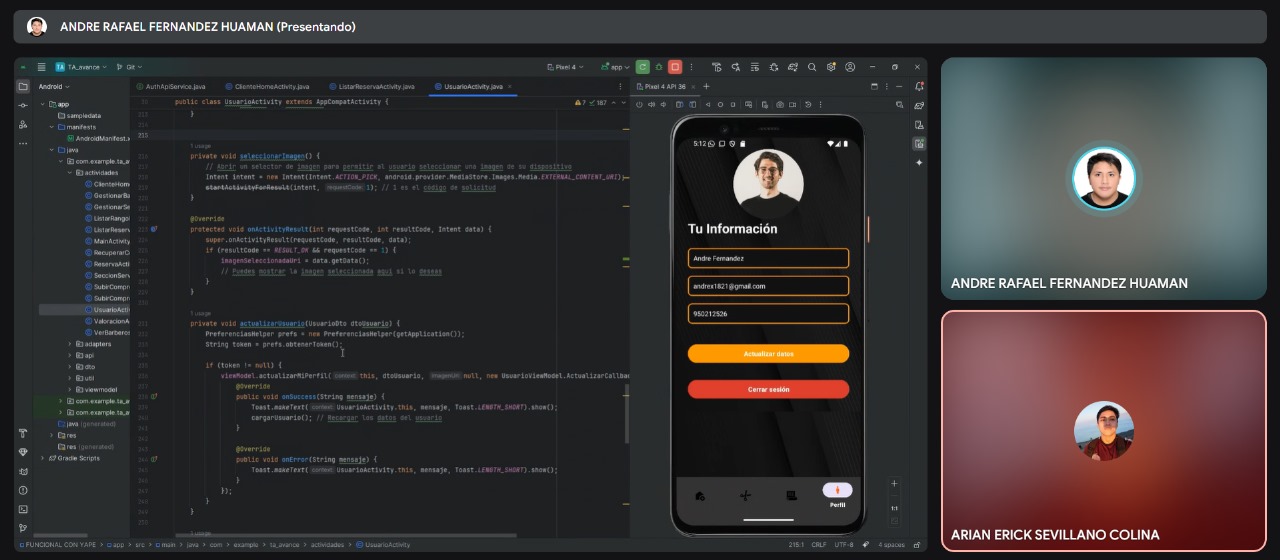 ANDRE RAFAEL FERNANDEZ HUAMAN (Presentando)
TA TA_avance Git Pixel 4 app
Android
AuthApiService.java ClienteHomeActivity.java ListarReservaActivity.java UsuarioActivity.java
Pixel 4 API 36
app
sampledata
manifests
AndroidManifest.x
java
com.example.ta_a
actividades
ClienteHome
GestionarBa
GestionarSe
ListarRango
ListarReserv
MainActivity
RecuperarC
ReservaActi
SeccionServ
SubirCompr
SubirCompr
UsuarioActi
ValoracionA
VerBarberos
adapters
api
dto
util
viewmodel
com.example.ta_a
com.example.ta_a
java (generated)
res
res (generated)
Gradle Scripts
public class UsuarioActivity extends AppCompatActivity {
7 187
}
1 usage
private void seleccionarImagen() {
// Abrir un selector de imagen para permitir al usuario seleccionar una imagen de su dispositivo
Intent intent = new Intent(Intent.ACTION_PICK, android.provider.MediaStore.Images.Media.EXTERNAL_CONTENT_URI)
startActivityForResult(intent, requestCode: 1); // 1 es el código de solicitud
}
@Override
protected void onActivityResult(int requestCode, int resultCode, Intent data) {
super.onActivityResult(requestCode, resultCode, data);
if (resultCode == RESULT_OK && requestCode == 1) {
imagenSeleccionadaUri = data.getData();
// Puedes mostrar la imagen seleccionada aquí si lo deseas
}
}
1 usage
private void actualizarUsuario(UsuarioDto dtoUsuario) {
PreferenciasHelper prefs = new PreferenciasHelper(getApplication());
String token = prefs.obtenerToken();
if (token != null) {
viewModel.actualizarMiPerfil( context: this, dtoUsuario, imagenUri: null, new UsuarioViewModel.ActualizarCallbac
@Override
public void onSuccess(String mensaje) {
Toast.makeText( context: UsuarioActivity.this, mensaje, Toast.LENGTH_SHORT).show();
cargarUsuario(); // Recargar los datos del usuario
}
@Override
public void onError(String mensaje) {
Toast.makeText( context: UsuarioActivity.this, mensaje, Toast.LENGTH_SHORT).show();
}
});
}
}
1 usage
5:12
Tu Información
Andre Fernandez
andrex1821@gmail.com
950212526
Actualizar datos
Cerrar sesión
Perfil
1:1
FUNCIONAL CON YAPE > app > src > main > java > com > example > ta_avance > actividades > UsuarioActivity
215:1 CRLF UTF-8 4 spaces
ANDRE RAFAEL FERNANDEZ HUAMAN
ARIAN ERICK SEVILLANO COLINA